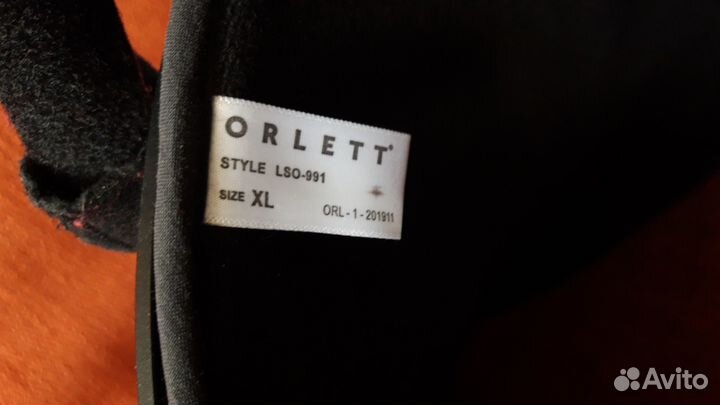 ORLETT®
STYLE LSO-991
SIZE XL
ORL-1-201911
Avito